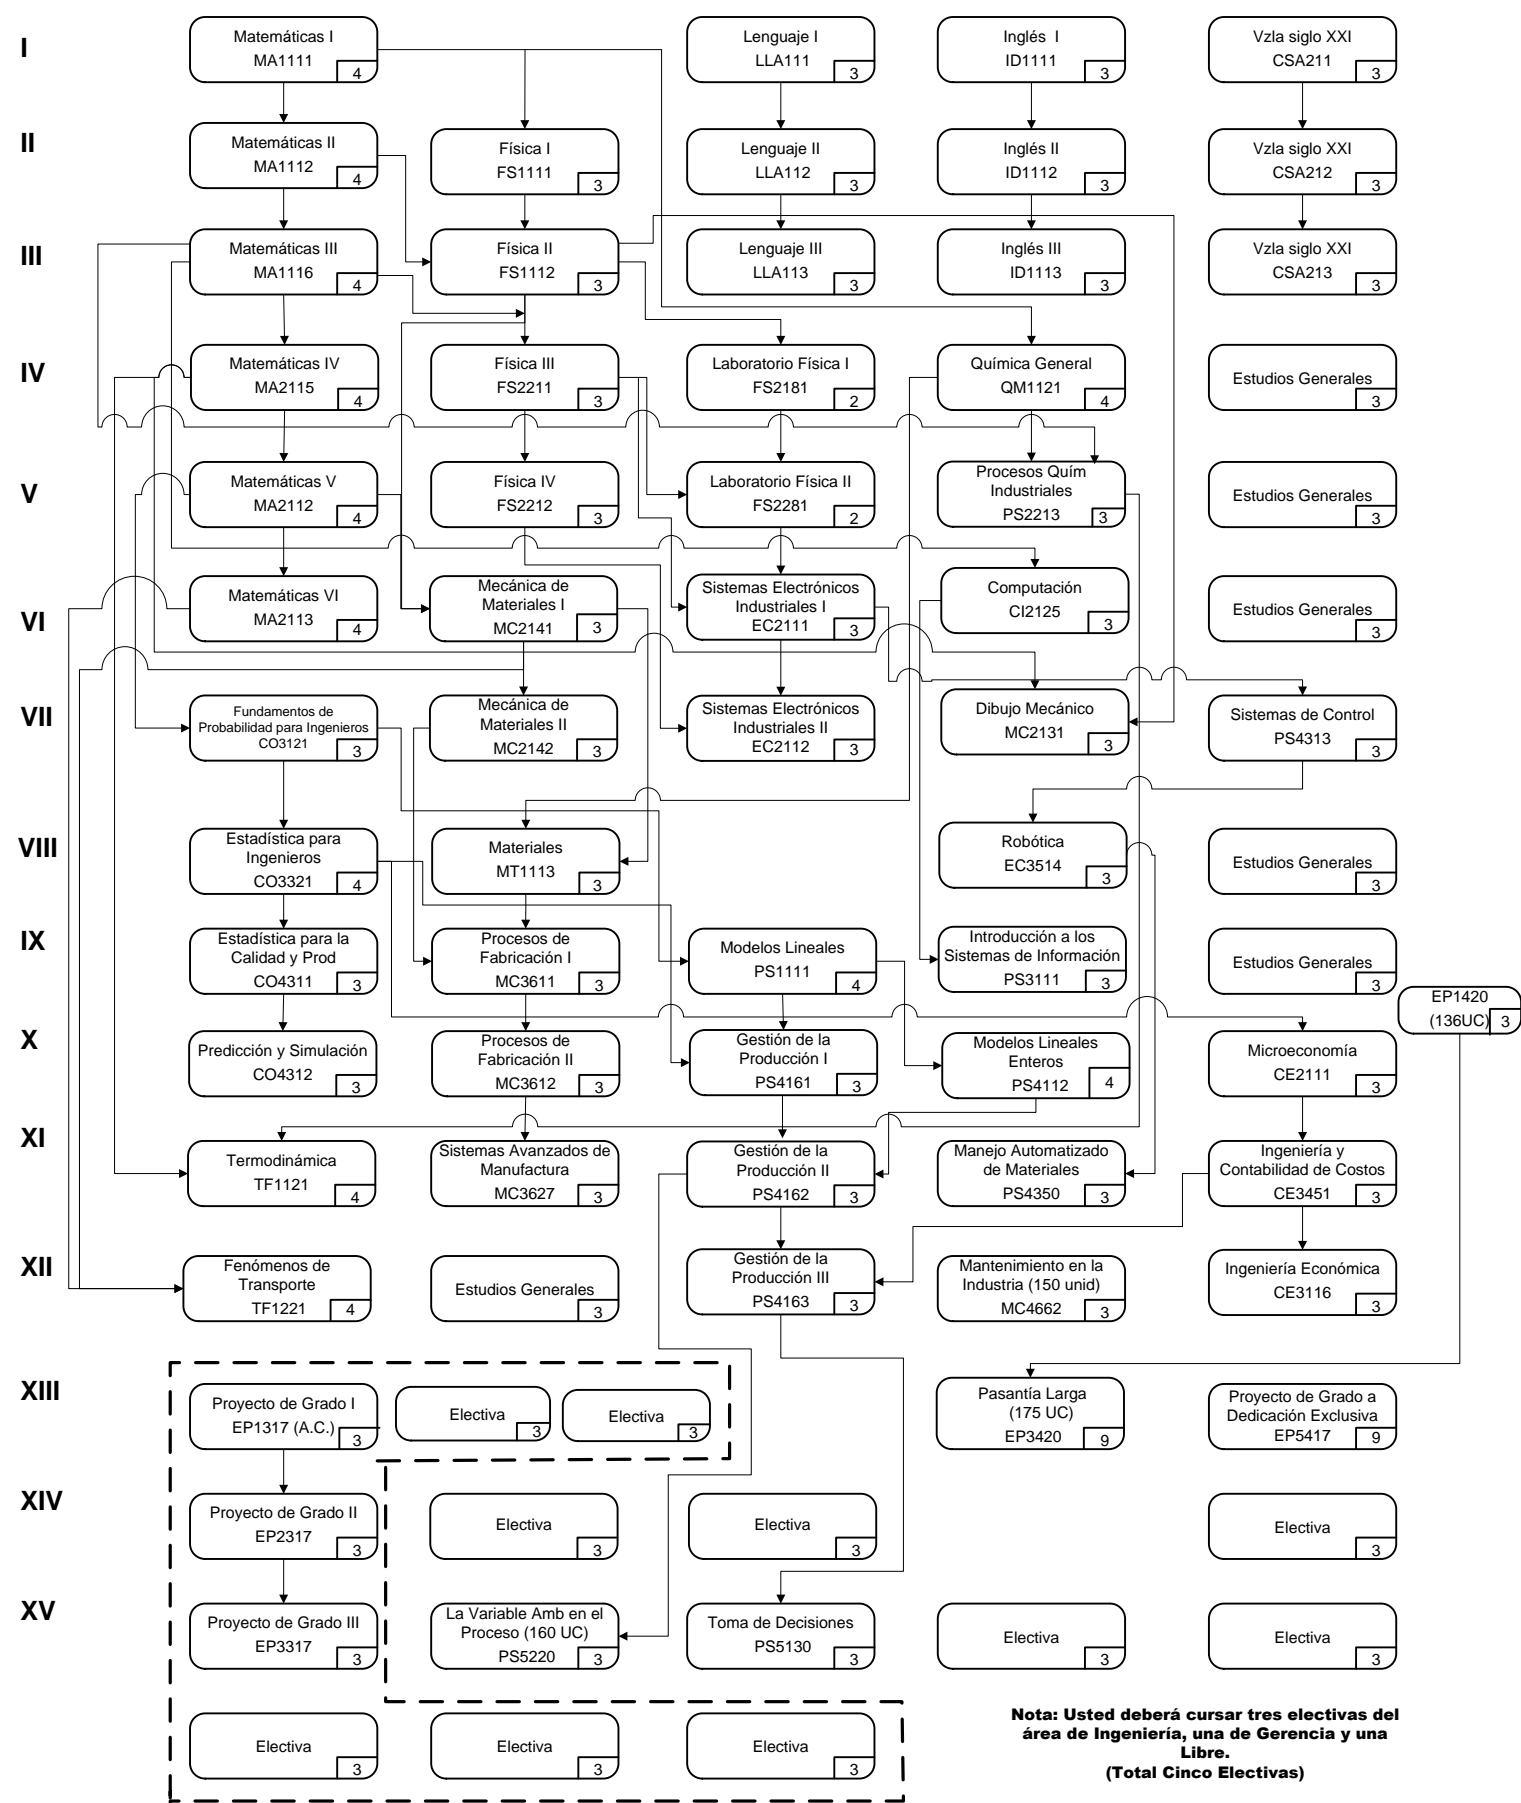 I
Matemáticas I
MA1111
4
Lenguaje I
LLA111
3
Inglés I
ID1111
3
Vzla siglo XXI
CSA211
3
II
Matemáticas II
MA1112
4
Física I
FS1111
3
Lenguaje II
LLA112
3
Inglés II
ID1112
3
Vzla siglo XXI
CSA212
3
III
Matemáticas III
MA1116
4
Física II
FS1112
3
Lenguaje III
LLA113
3
Inglés III
ID1113
3
Vzla siglo XXI
CSA213
3
IV
Matemáticas IV
MA2115
4
Física III
FS2211
3
Laboratorio Física I
FS2181
2
Química General
QM1121
4
Estudios Generales
3
V
Matemáticas V
MA2112
4
Física IV
FS2212
3
Laboratorio Física II
FS2281
2
Procesos Quím
Industriales
PS2213
3
Estudios Generales
3
VI
Matemáticas VI
MA2113
4
Mecánica de
Materiales I
MC2141
3
Sistemas Electrónicos
Industriales I
EC2111
3
Computación
CI2125
3
Estudios Generales
3
VII
Fundamentos de
Probabilidad para Ingenieros
CO3121
3
Mecánica de
Materiales II
MC2142
3
Sistemas Electrónicos
Industriales II
EC2112
3
Dibujo Mecánico
MC2131
3
Sistemas de Control
PS4313
3
VIII
Estadística para
Ingenieros
CO3321
4
Materiales
MT1113
3
Robótica
EC3514
3
Estudios Generales
3
IX
Estadística para la
Calidad y Prod
CO4311
3
Procesos de
Fabricación I
MC3611
3
Modelos Lineales
PS1111
4
Introducción a los
Sistemas de Información
PS3111
3
Estudios Generales
3
EP1420
(136UC)
3
X
Predicción y Simulación
CO4312
3
Procesos de
Fabricación II
MC3612
3
Gestión de la
Producción I
PS4161
3
Modelos Lineales
Enteros
PS4112
4
Microeconomía
CE2111
3
XI
Termodinámica
TF1121
4
Sistemas Avanzados de
Manufactura
MC3627
3
Gestión de la
Producción II
PS4162
3
Manejo Automatizado
de Materiales
PS4350
3
Ingeniería y
Contabilidad de Costos
CE3451
3
XII
Fenómenos de
Transporte
TF1221
4
Estudios Generales
3
Gestión de la
Producción III
PS4163
3
Mantenimiento en la
Industria (150 unid)
MC4662
3
Ingeniería Económica
CE3116
3
XIII
Proyecto de Grado I
EP1317 (A.C.)
3
Electiva
3
Electiva
3
Pasantía Larga
(175 UC)
EP3420
9
Proyecto de Grado a
Dedicación Exclusiva
EP5417
9
XIV
Proyecto de Grado II
EP2317
3
Electiva
3
Electiva
3
Electiva
3
XV
Proyecto de Grado III
EP3317
3
La Variable Amb en el
Proceso (160 UC)
PS5220
3
Toma de Decisiones
PS5130
3
Electiva
3
Electiva
3
Electiva
3
Electiva
3
Electiva
3
Nota: Usted deberá cursar tres electivas del
área de Ingeniería, una de Gerencia y una
Libre.
(Total Cinco Electivas)